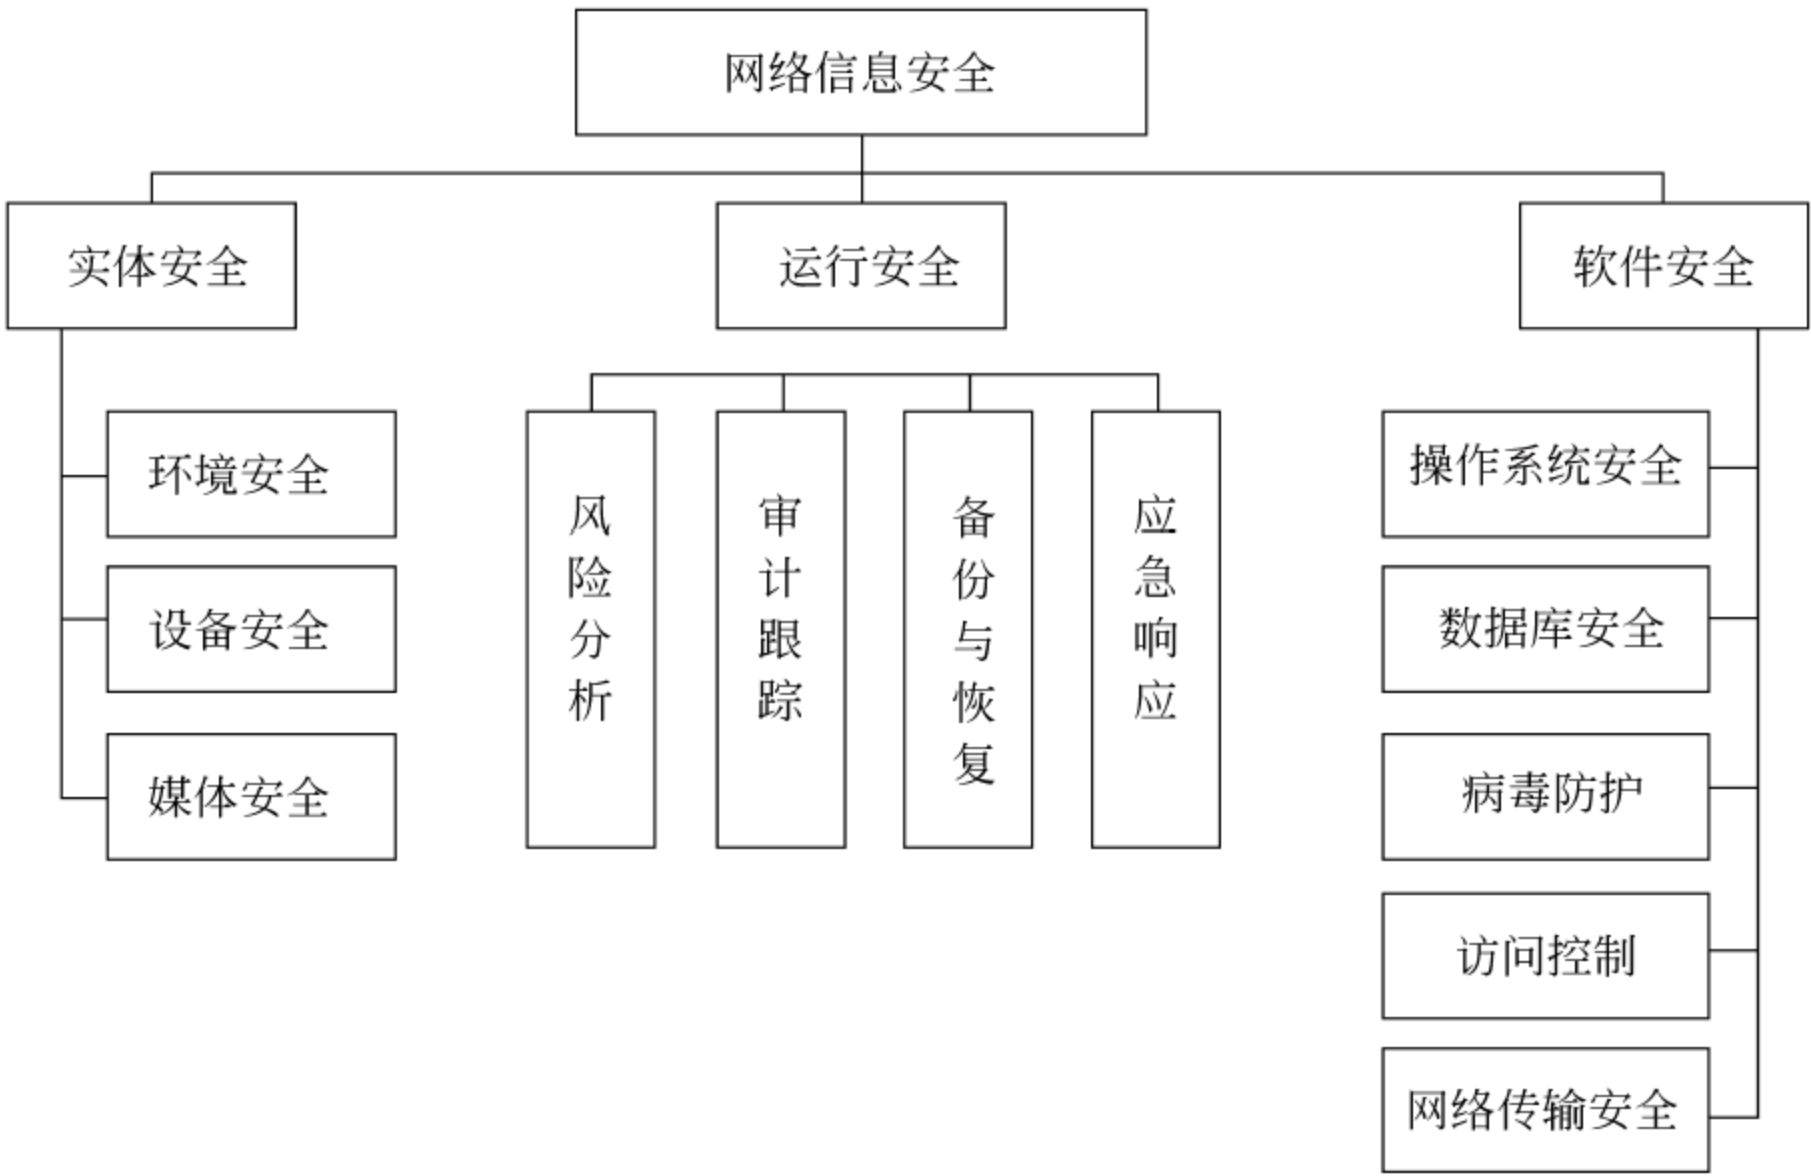 网络信息安全
实体安全
运行安全
软件安全
环境安全
设备安全
媒体安全
风险分析
审计跟踪
备份与恢复
应急响应
操作系统安全
数据库安全
病毒防护
访问控制
网络传输安全